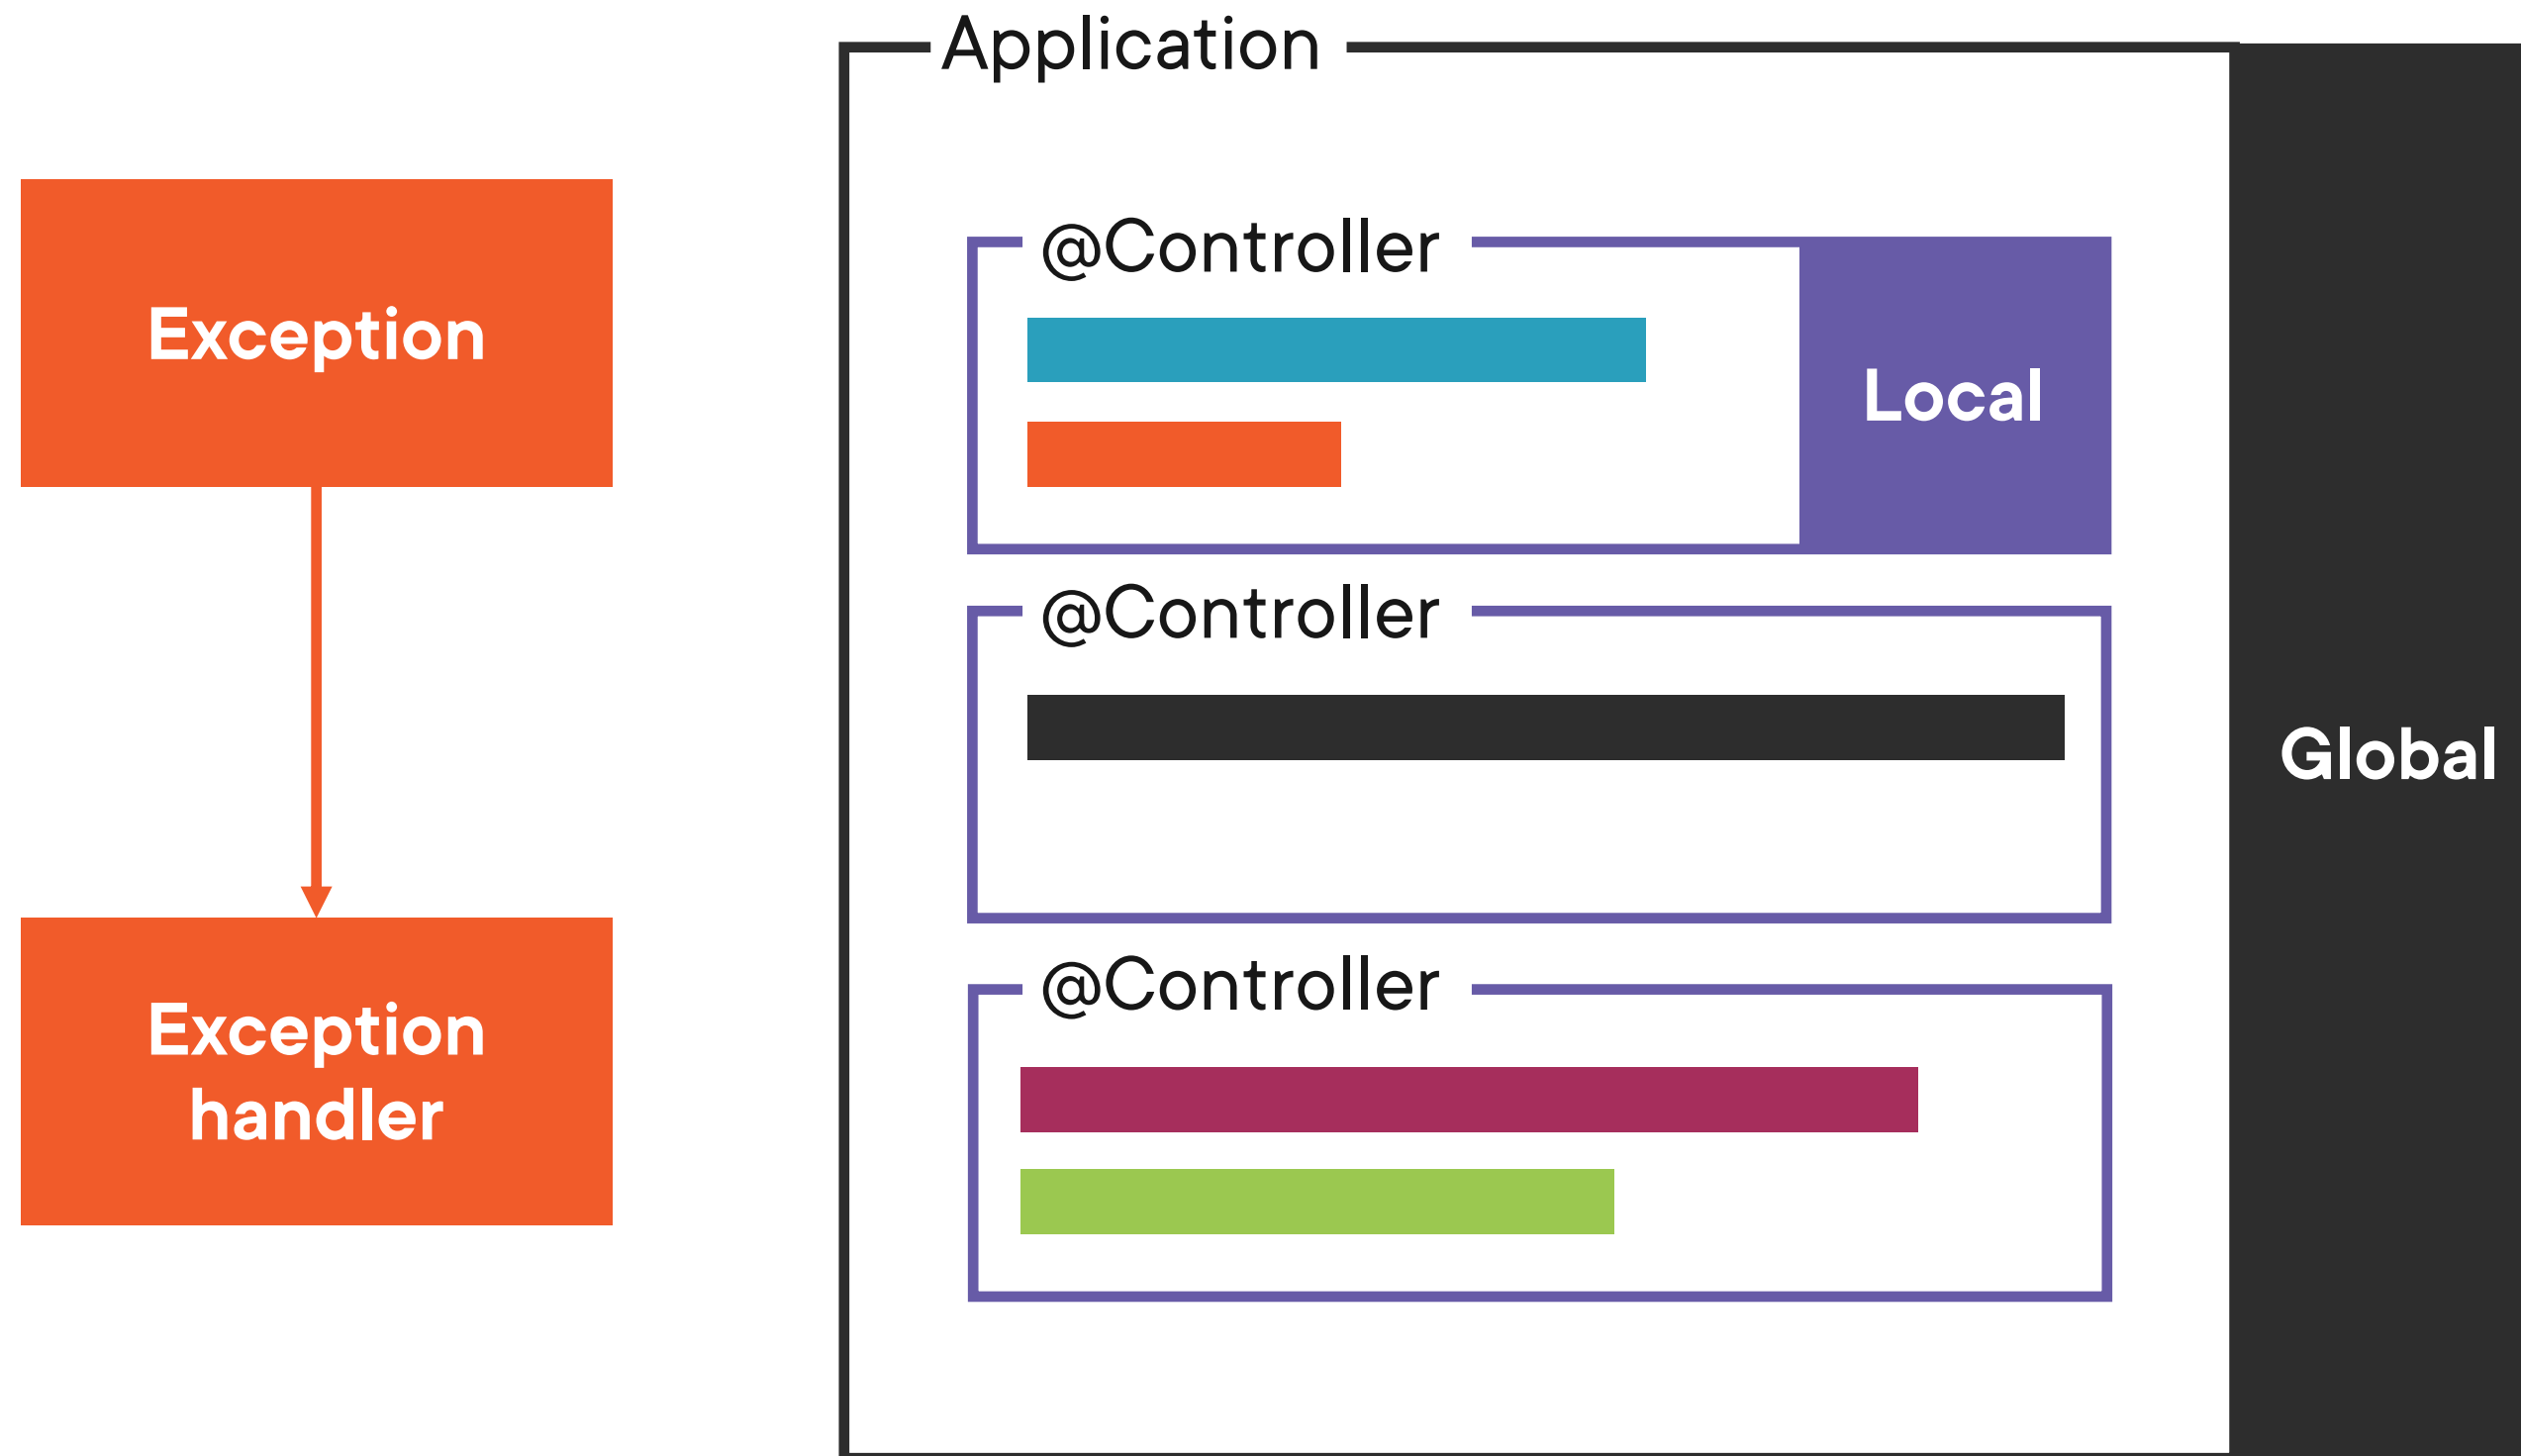 Application
Exception
@Controller
Local
@Controller
Global
@Controller
Exception
handler